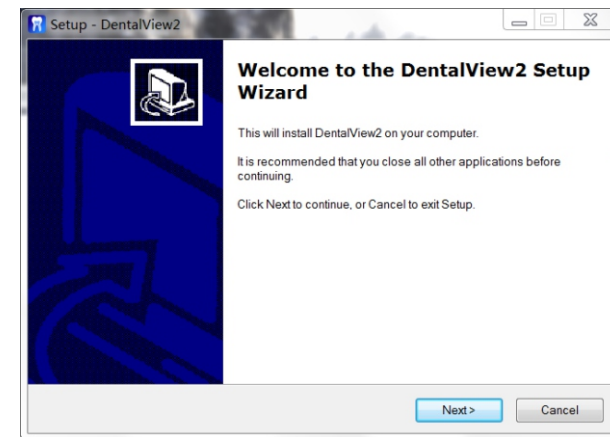 Setup - DentalView2
Welcome to the DentalView2 Setup
Wizard
This will install DentalView2 on your computer.
It is recommended that you close all other applications before
continuing.
Click Next to continue, or Cancel to exit Setup.
Next >
Cancel